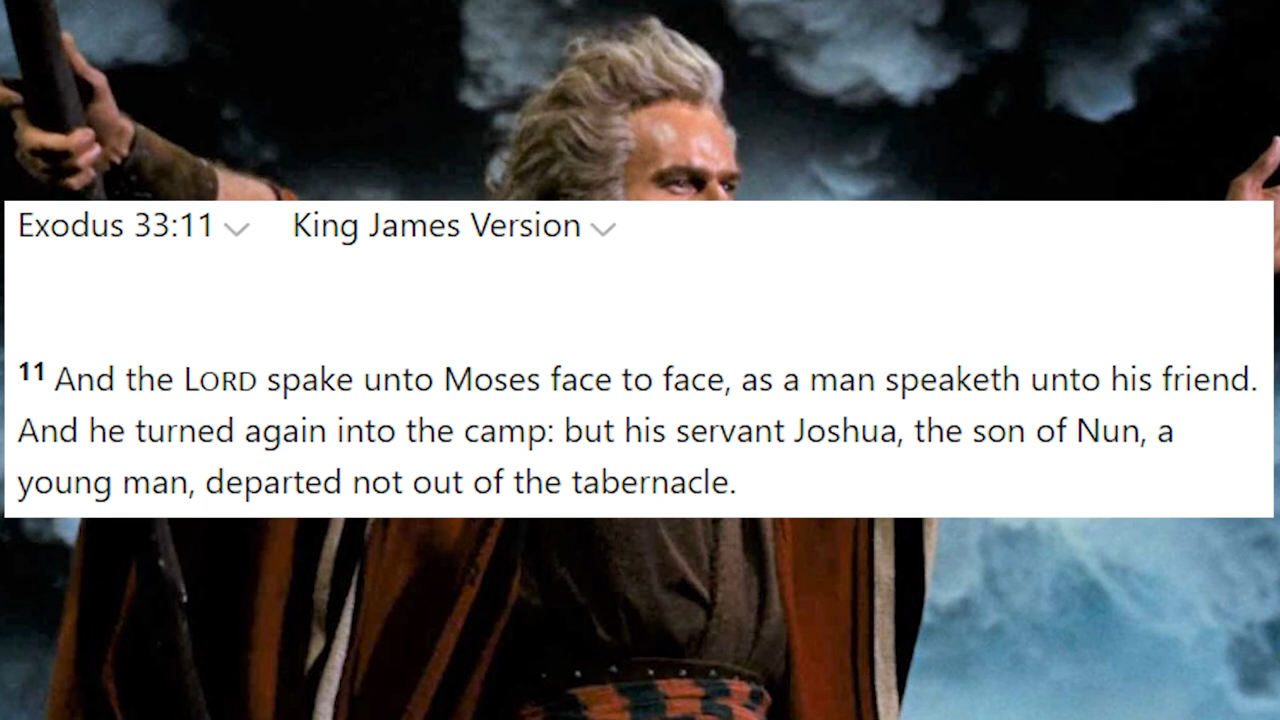 Exodus 33:11 King James Version
11 And the LORD spake unto Moses face to face, as a man speaketh unto his friend.
And he turned again into the camp: but his servant Joshua, the son of Nun, a
young man, departed not out of the tabernacle.